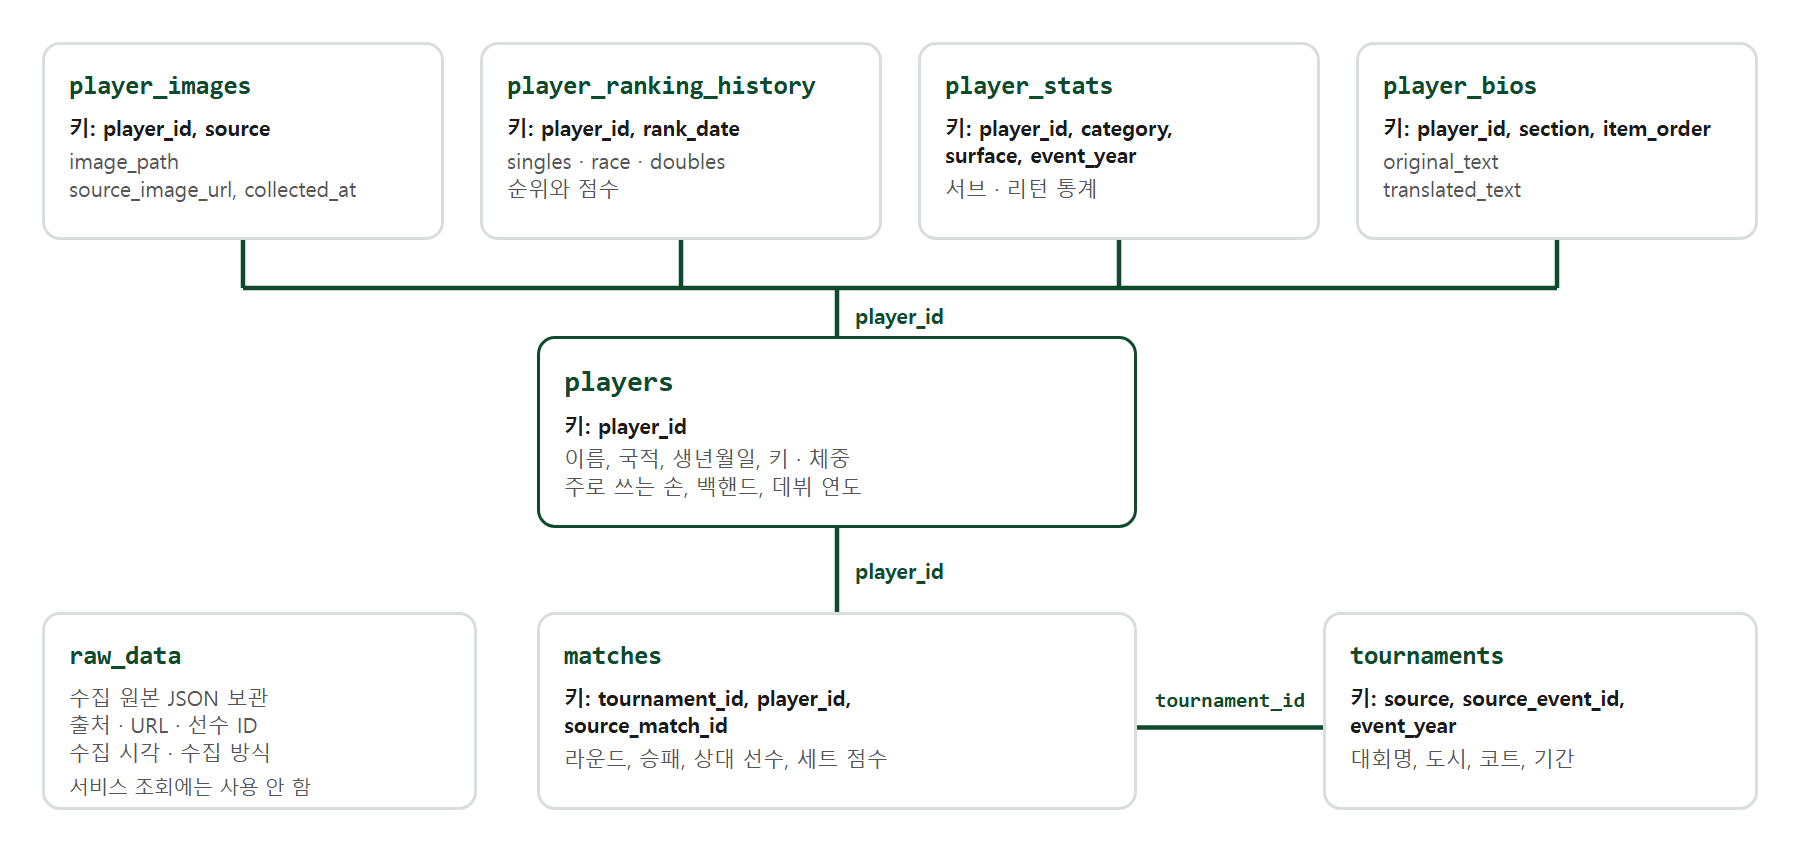 player_images
키: player_id, source
image_path
source_image_url, collected_at
player_ranking_history
키: player_id, rank_date
singles · race · doubles
순위와 점수
player_stats
키: player_id, category,
surface, event_year
서브 · 리턴 통계
player_bios
키: player_id, section, item_order
original_text
translated_text
player_id
players
키: player_id
이름, 국적, 생년월일, 키 · 체중
주로 쓰는 손, 백핸드, 데뷔 연도
player_id
raw_data
수집 원본 JSON 보관
출처 · URL · 선수 ID
수집 시각 · 수집 방식
서비스 조회에는 사용 안 함
matches
키: tournament_id, player_id,
source_match_id
라운드, 승패, 상대 선수, 세트 점수
tournament_id
tournaments
키: source, source_event_id,
event_year
대회명, 도시, 코트, 기간